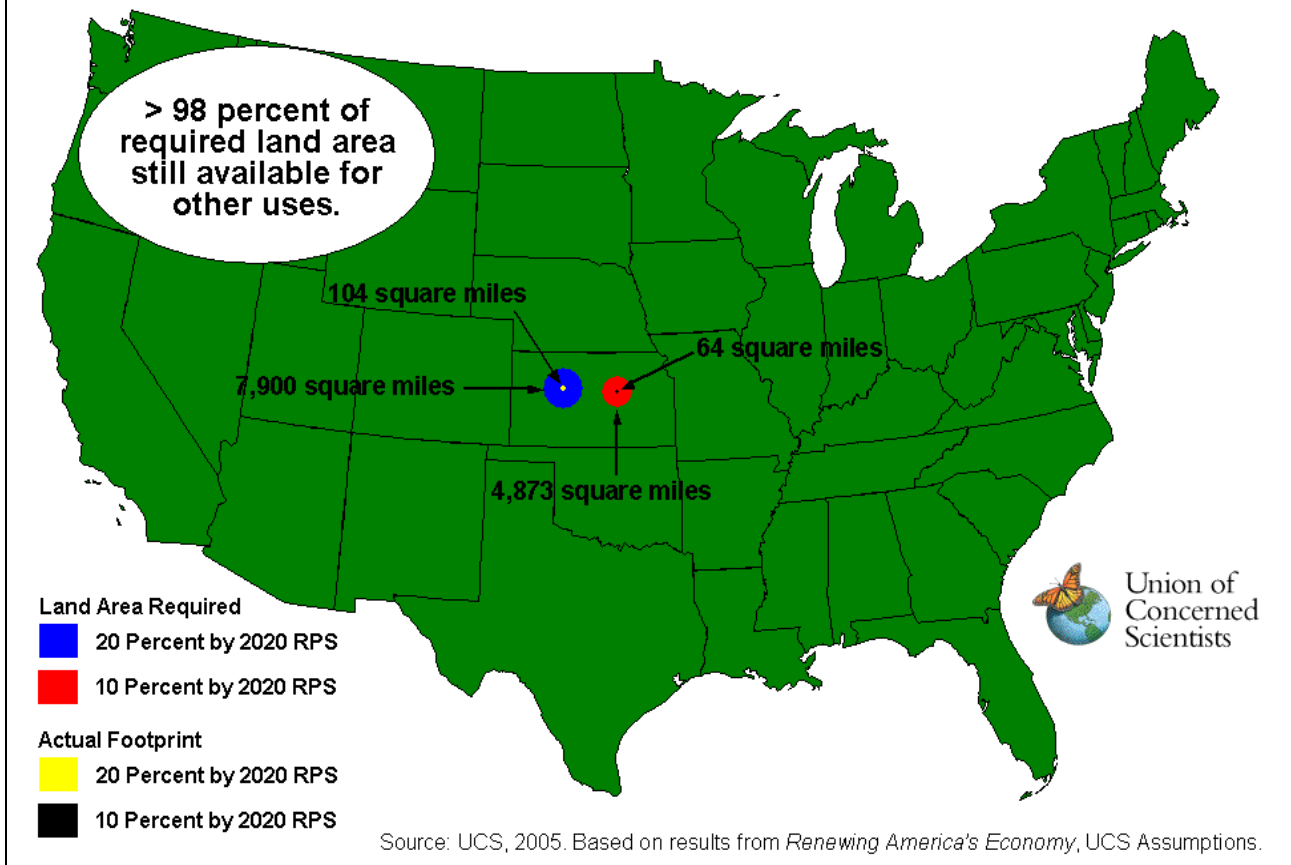 > 98 percent of
required land area
still available for
other uses.
104 square miles
64 square miles
7,900 square miles
4,873 square miles
Union of
Concerned
Scientists
Land Area Required
20 Percent by 2020 RPS
10 Percent by 2020 RPS
Actual Footprint
20 Percent by 2020 RPS
10 Percent by 2020 RPS
Source: UCS, 2005. Based on results from Renewing America's Economy, UCS Assumptions.